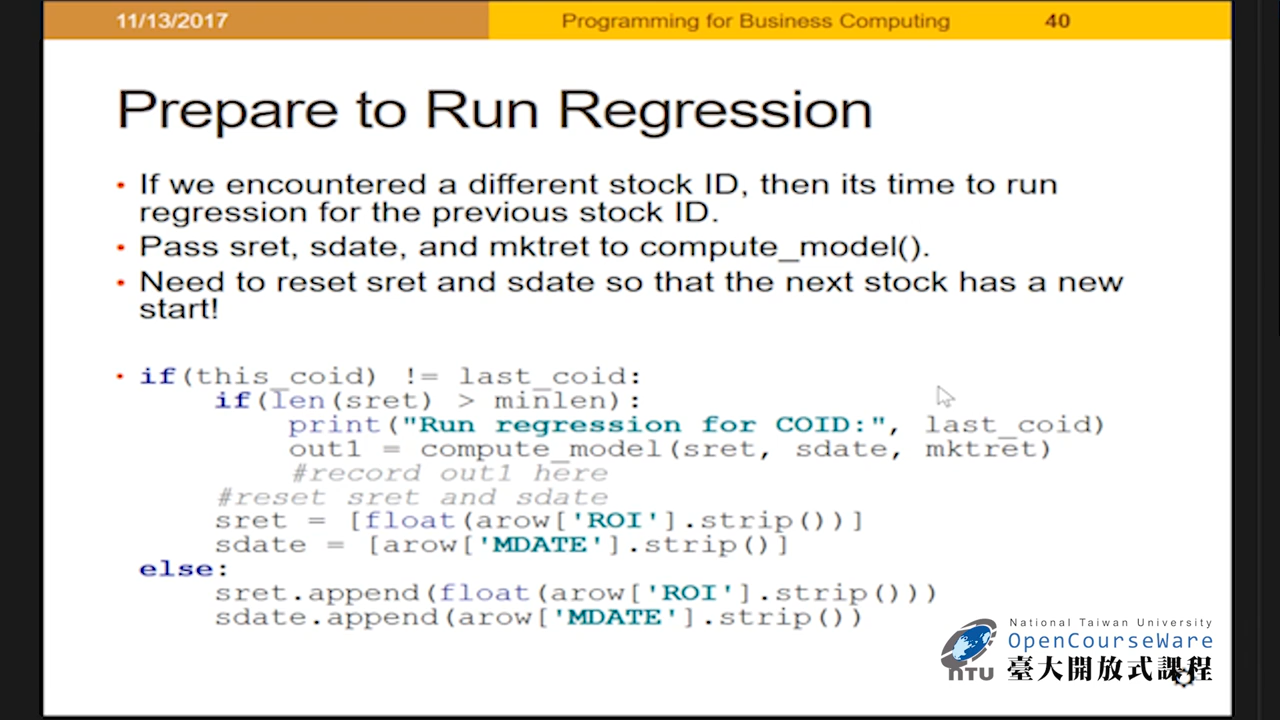 11/13/2017 Programming for Business Computing 40
Prepare to Run Regression
• If we encountered a different stock ID, then its time to run
regression for the previous stock ID.
• Pass sret, sdate, and mktret to compute_model().
• Need to reset sret and sdate so that the next stock has a new
start!
• if(this_coid) != last_coid:
if(len(sret) > minlen):
print("Run regression for COID:", last_coid)
out1 = compute_model(sret, sdate, mktret)
#record out1 here
#reset sret and sdate
sret = [float(arow['ROI'].strip())]
sdate = [arow['MDATE'].strip()]
else:
sret.append(float(arow['ROI'].strip()))
sdate.append(arow['MDATE'].strip())
National Taiwan University
OpenCourseWare
NTU 臺大開放式課程